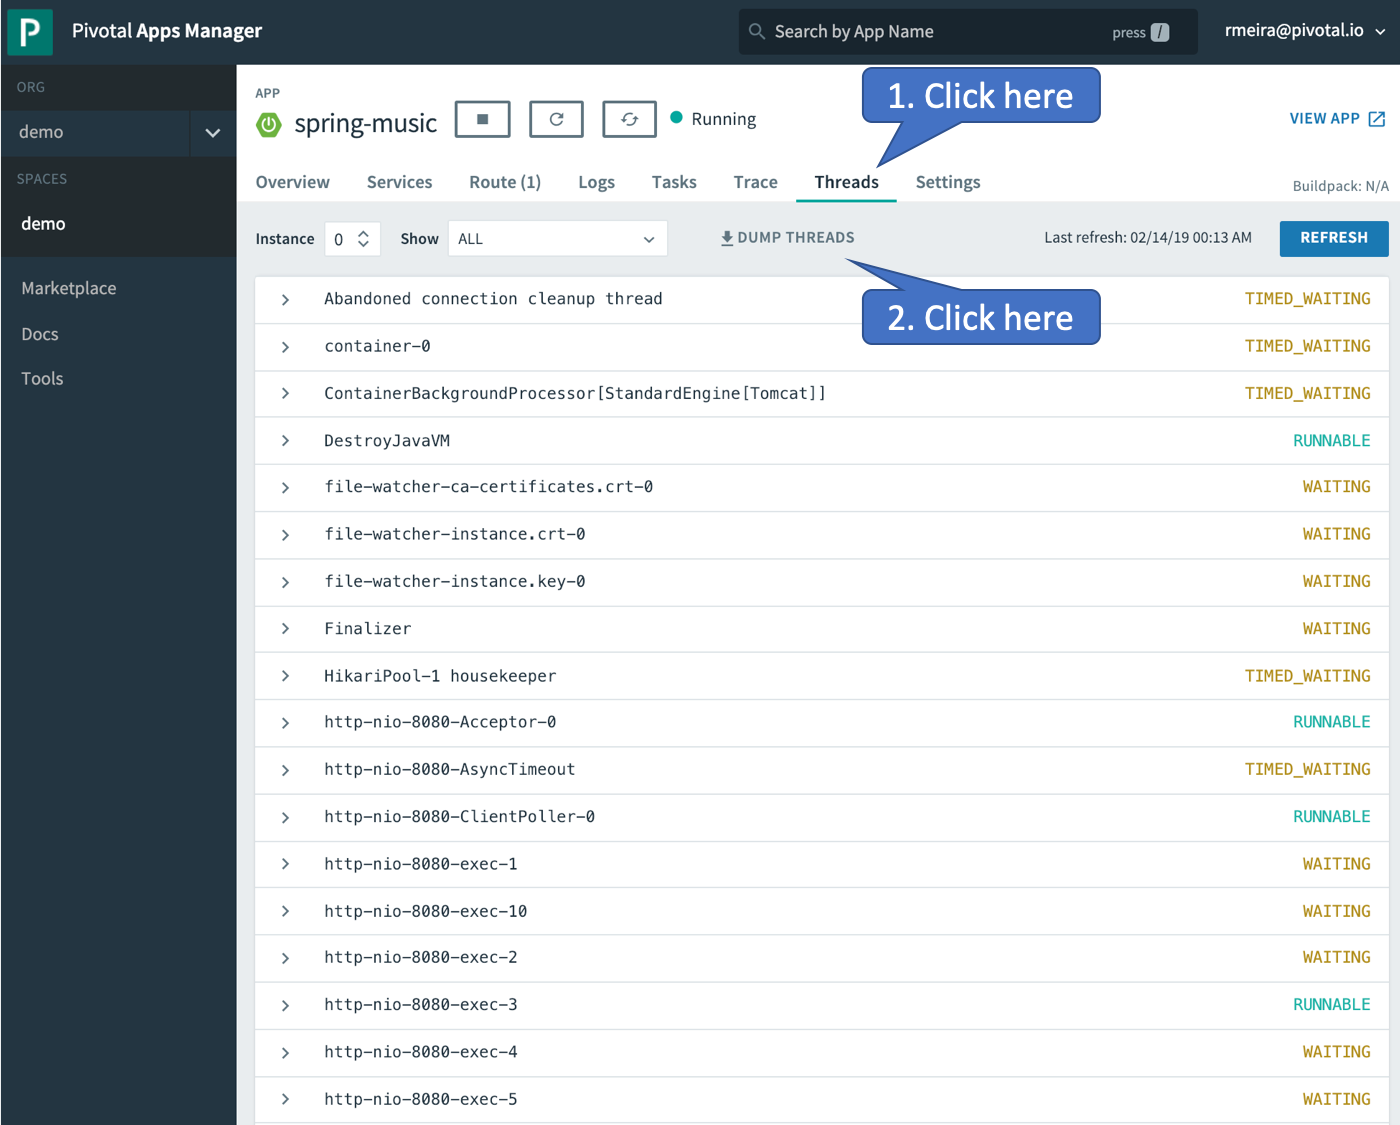 P Pivotal Apps Manager
Search by App Name press /
rmeira@pivotal.io
ORG
demo
SPACES
demo
Marketplace
Docs
Tools
APP
spring-music
Running
1. Click here
VIEW APP
Overview Services Route (1) Logs Tasks Trace Threads Settings
Buildpack: N/A
Instance 0 Show ALL DUMP THREADS Last refresh: 02/14/19 00:13 AM REFRESH
2. Click here
Abandoned connection cleanup thread TIMED_WAITING
container-0 TIMED_WAITING
ContainerBackgroundProcessor[StandardEngine[Tomcat]] TIMED_WAITING
DestroyJavaVM RUNNABLE
file-watcher-ca-certificates.crt-0 WAITING
file-watcher-instance.crt-0 WAITING
file-watcher-instance.key-0 WAITING
Finalizer WAITING
HikariPool-1 housekeeper TIMED_WAITING
http-nio-8080-Acceptor-0 RUNNABLE
http-nio-8080-AsyncTimeout TIMED_WAITING
http-nio-8080-ClientPoller-0 RUNNABLE
http-nio-8080-exec-1 WAITING
http-nio-8080-exec-10 WAITING
http-nio-8080-exec-2 WAITING
http-nio-8080-exec-3 RUNNABLE
http-nio-8080-exec-4 WAITING
http-nio-8080-exec-5 WAITING